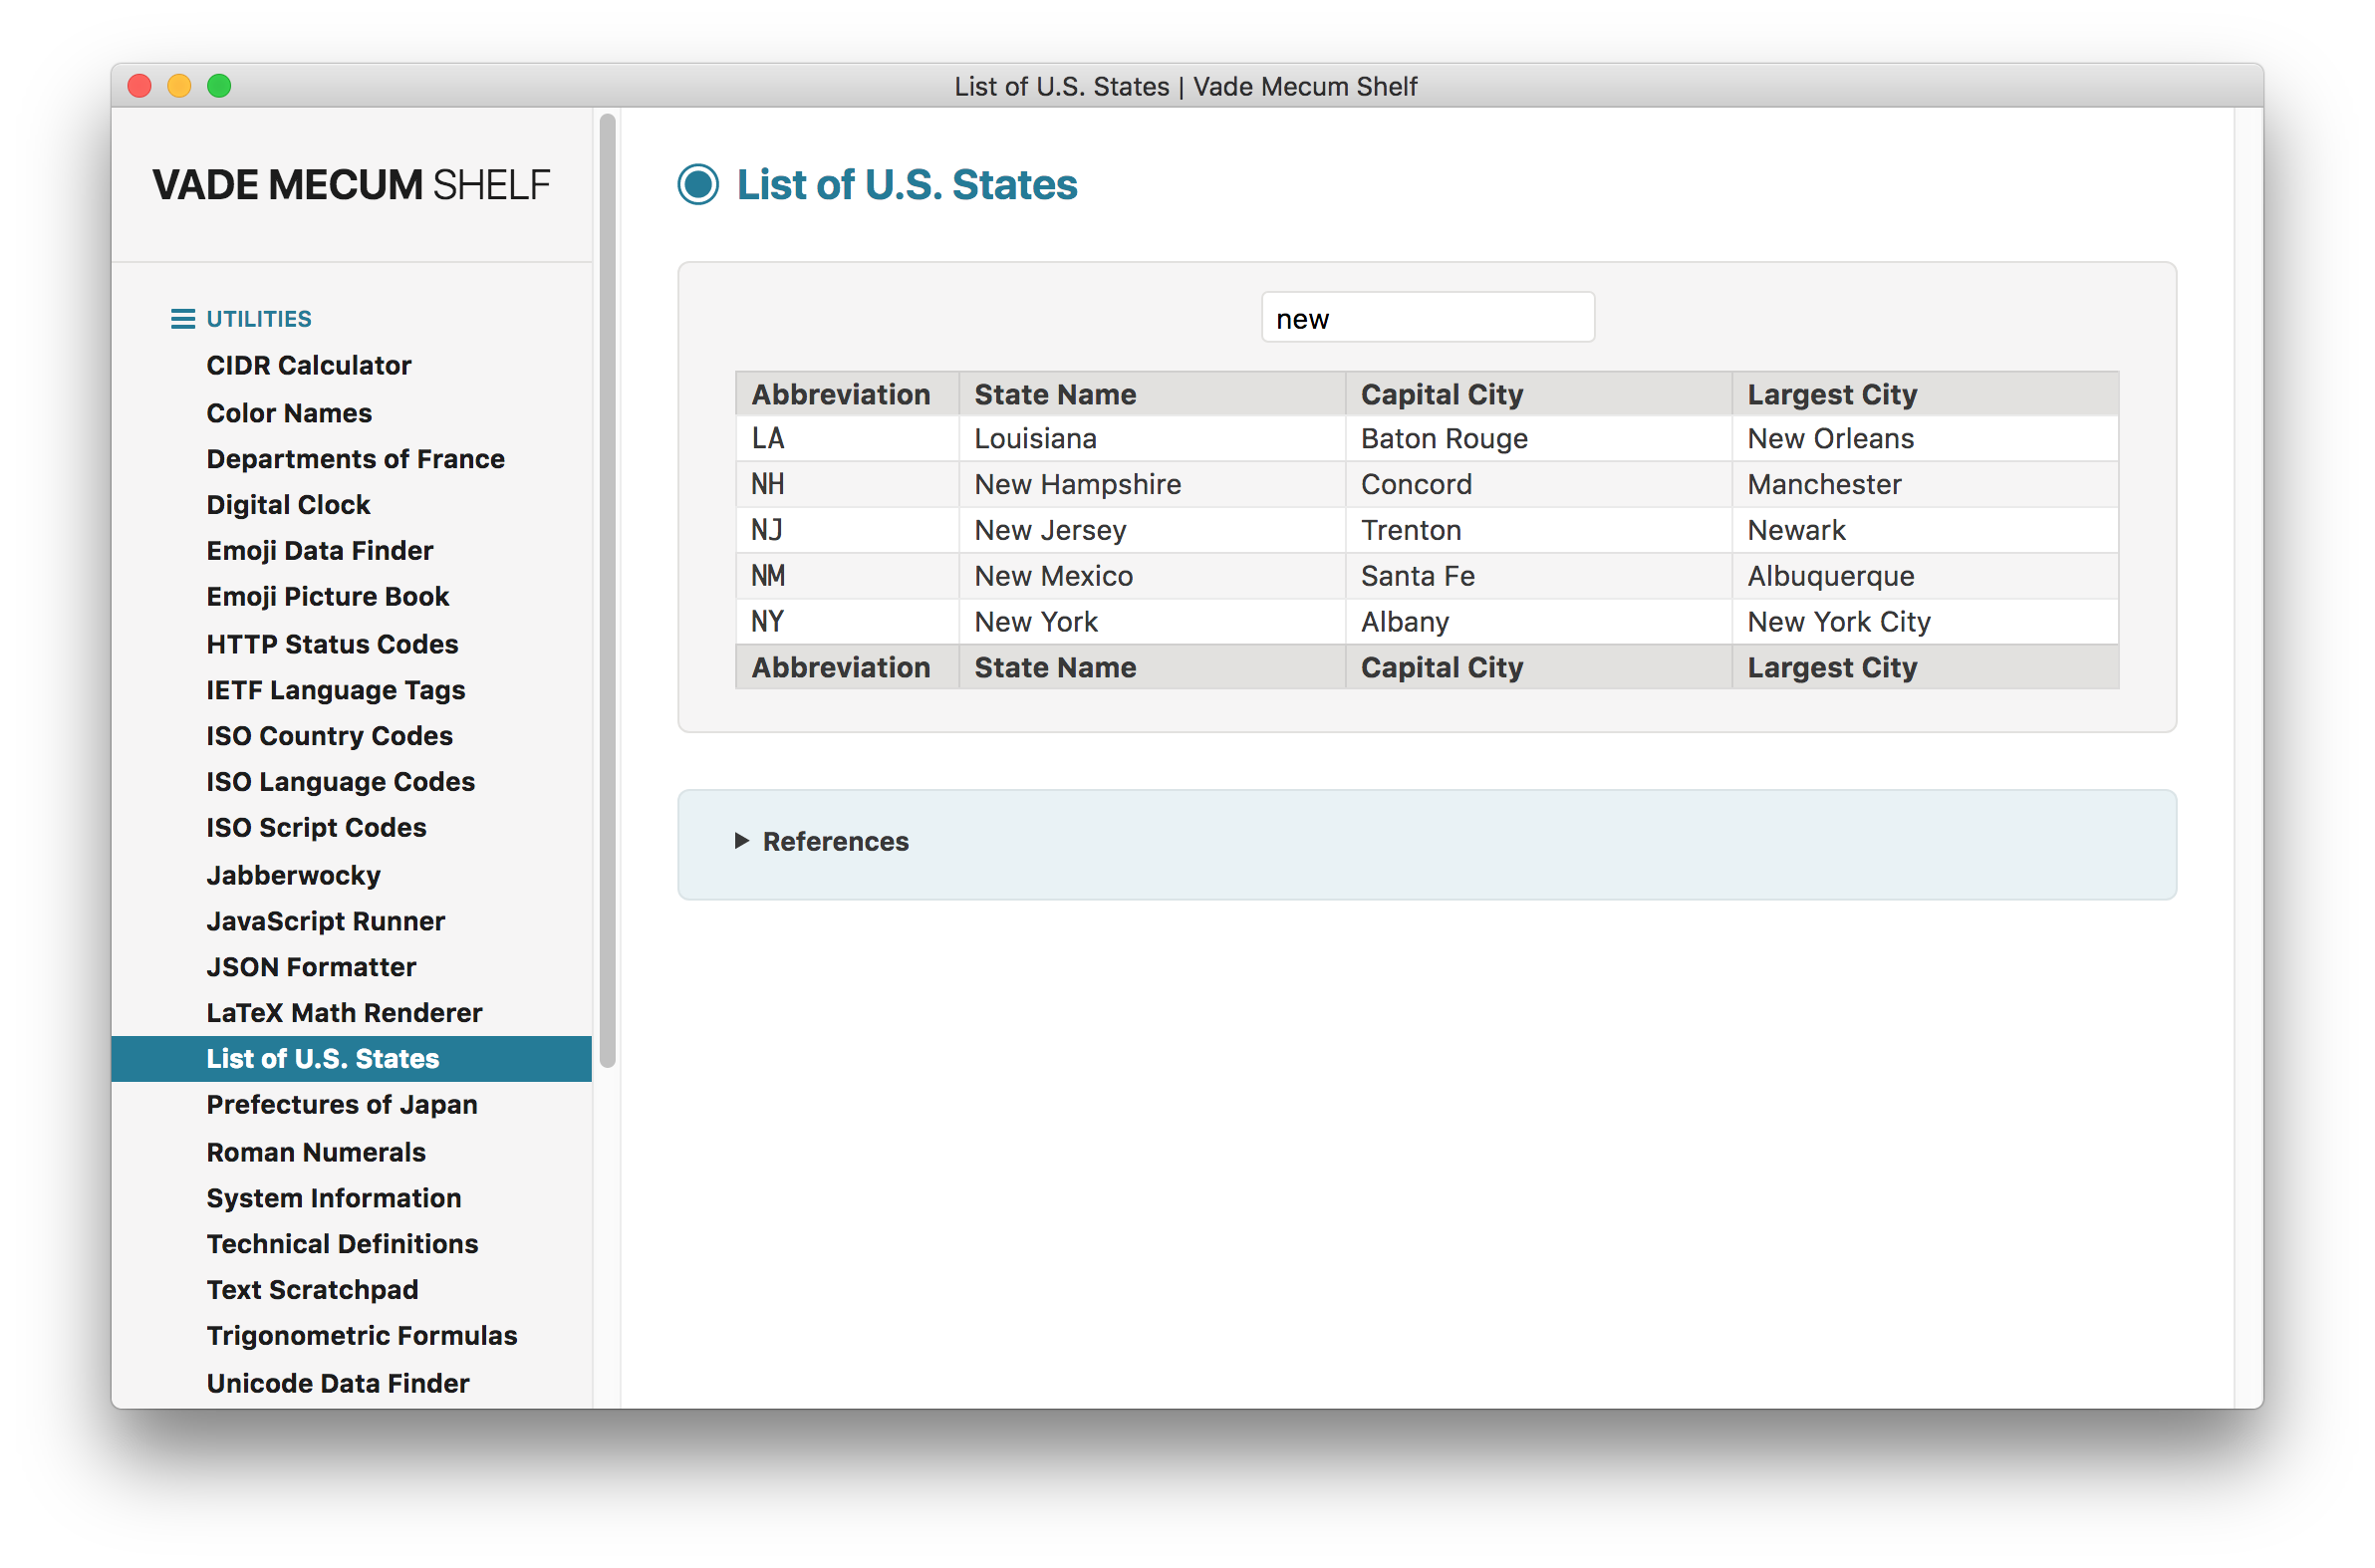 List of U.S. States | Vade Mecum Shelf
VADE MECUM SHELF
UTILITIES
CIDR Calculator
Color Names
Departments of France
Digital Clock
Emoji Data Finder
Emoji Picture Book
HTTP Status Codes
IETF Language Tags
ISO Country Codes
ISO Language Codes
ISO Script Codes
Jabberwocky
JavaScript Runner
JSON Formatter
LaTeX Math Renderer
List of U.S. States
Prefectures of Japan
Roman Numerals
System Information
Technical Definitions
Text Scratchpad
Trigonometric Formulas
Unicode Data Finder
List of U.S. States
new
Abbreviation State Name Capital City Largest City
LA Louisiana Baton Rouge New Orleans
NH New Hampshire Concord Manchester
NJ New Jersey Trenton Newark
NM New Mexico Santa Fe Albuquerque
NY New York Albany New York City
Abbreviation State Name Capital City Largest City
References